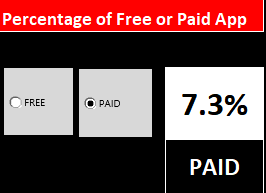 Percentage of Free or Paid App
FREE
PAID
7.3%
PAID